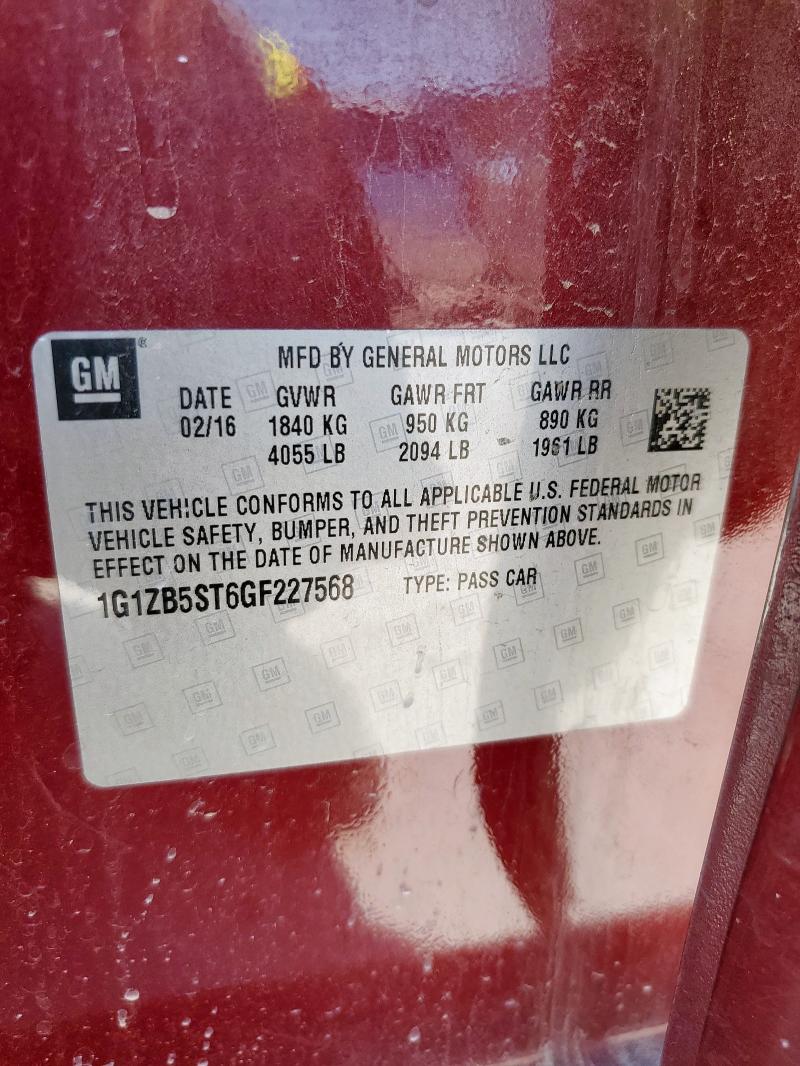 GM®
MFD BY GENERAL MOTORS LLC
DATE GVWR GAWR FRT GAWR RR
02/16 1840 KG 950 KG 890 KG
4055 LB 2094 LB 1961 LB
THIS VEHICLE CONFORMS TO ALL APPLICABLE U.S. FEDERAL MOTOR
VEHICLE SAFETY, BUMPER, AND THEFT PREVENTION STANDARDS IN
EFFECT ON THE DATE OF MANUFACTURE SHOWN ABOVE.
1G1ZB5ST6GF227568 TYPE: PASS CAR